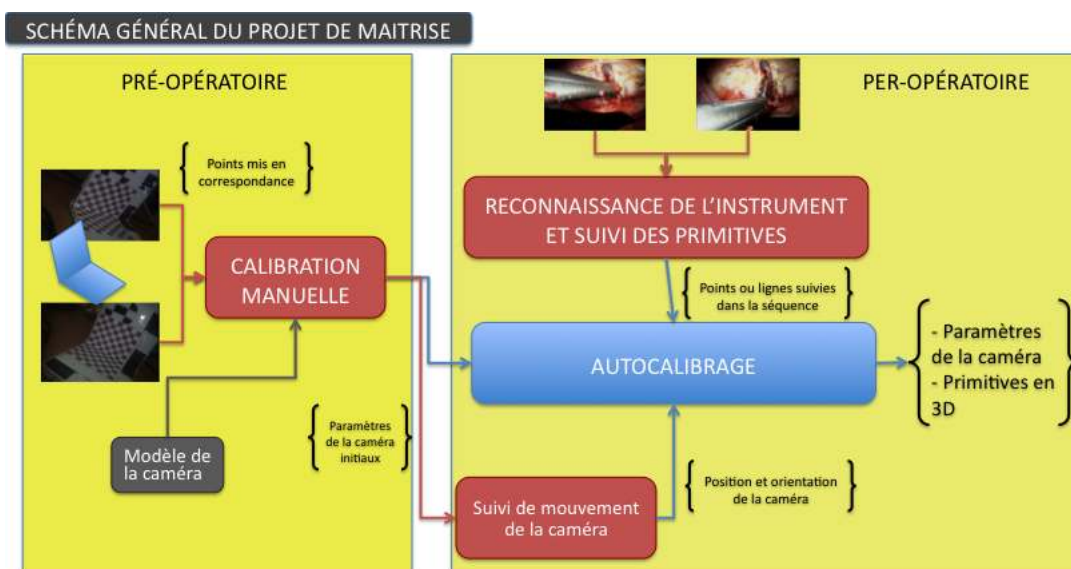 SCHÉMA GÉNÉRAL DU PROJET DE MAITRISE
PRÉ-OPÉRATOIRE
Points mis en
correspondance
CALIBRATION
MANUELLE
Modèle de
la caméra
Paramètres
de la caméra
initiaux
PER-OPÉRATOIRE
RECONNAISSANCE DE L'INSTRUMENT
ET SUIVI DES PRIMITIVES
Points ou lignes suivies
dans la séquence
AUTOCALIBRAGE
- Paramètres
de la caméra
- Primitives en
3D
Position et orientation
de la caméra
Suivi de mouvement
de la caméra